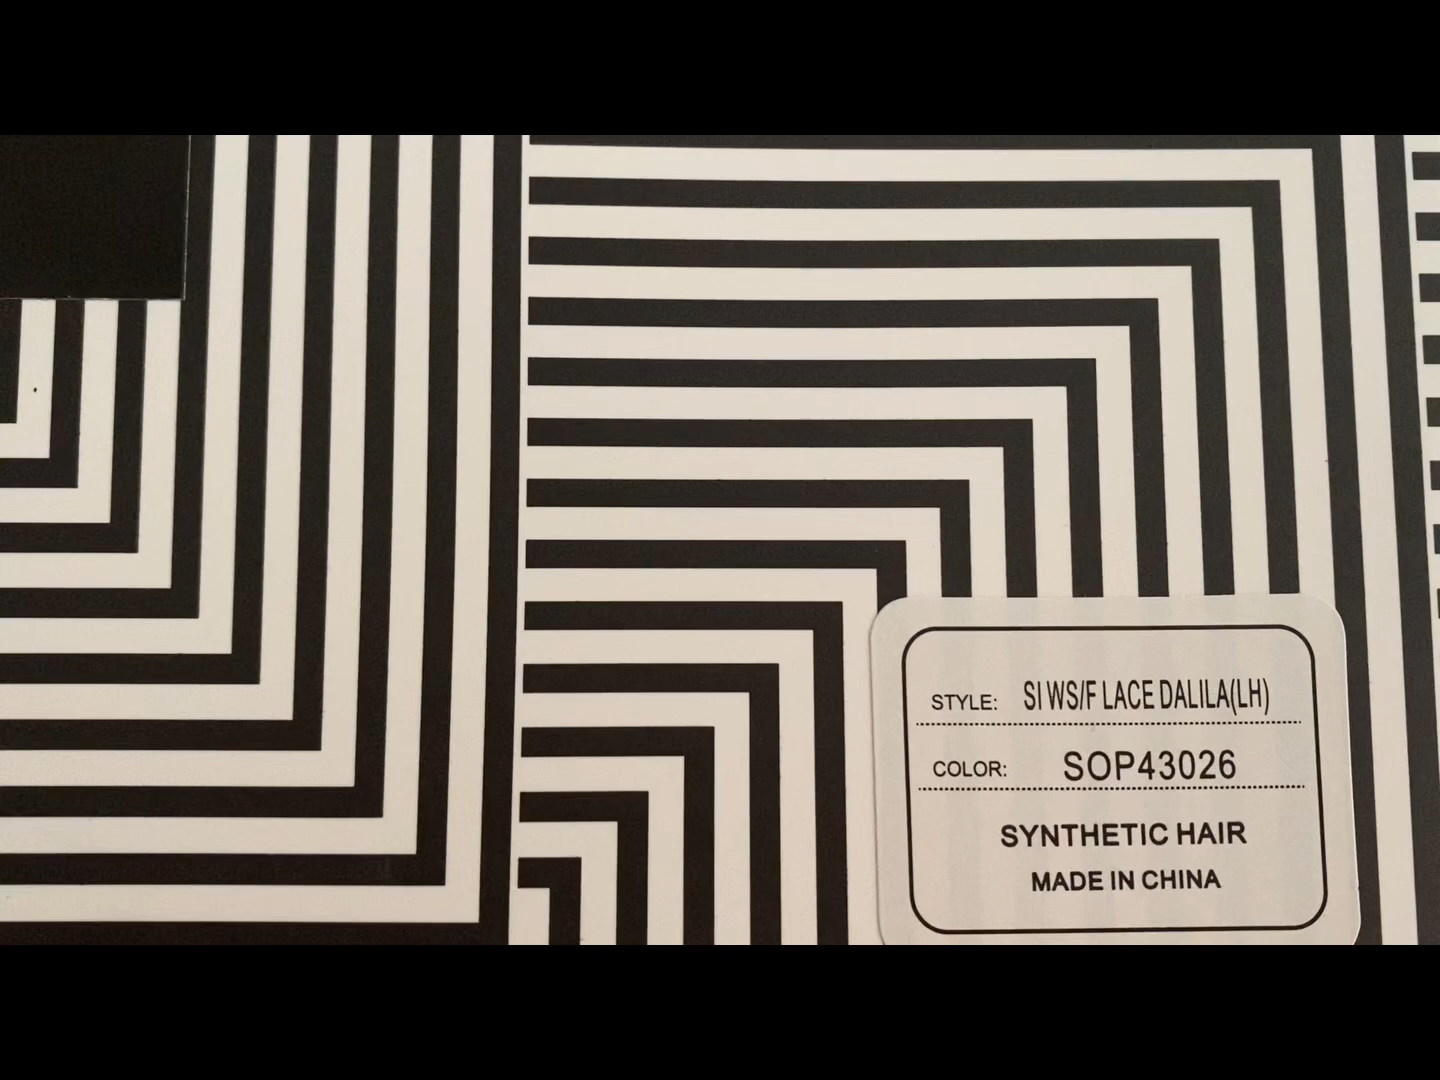 STYLE: SI WS/F LACE DALILA(LH)
COLOR: SOP43026
SYNTHETIC HAIR
MADE IN CHINA